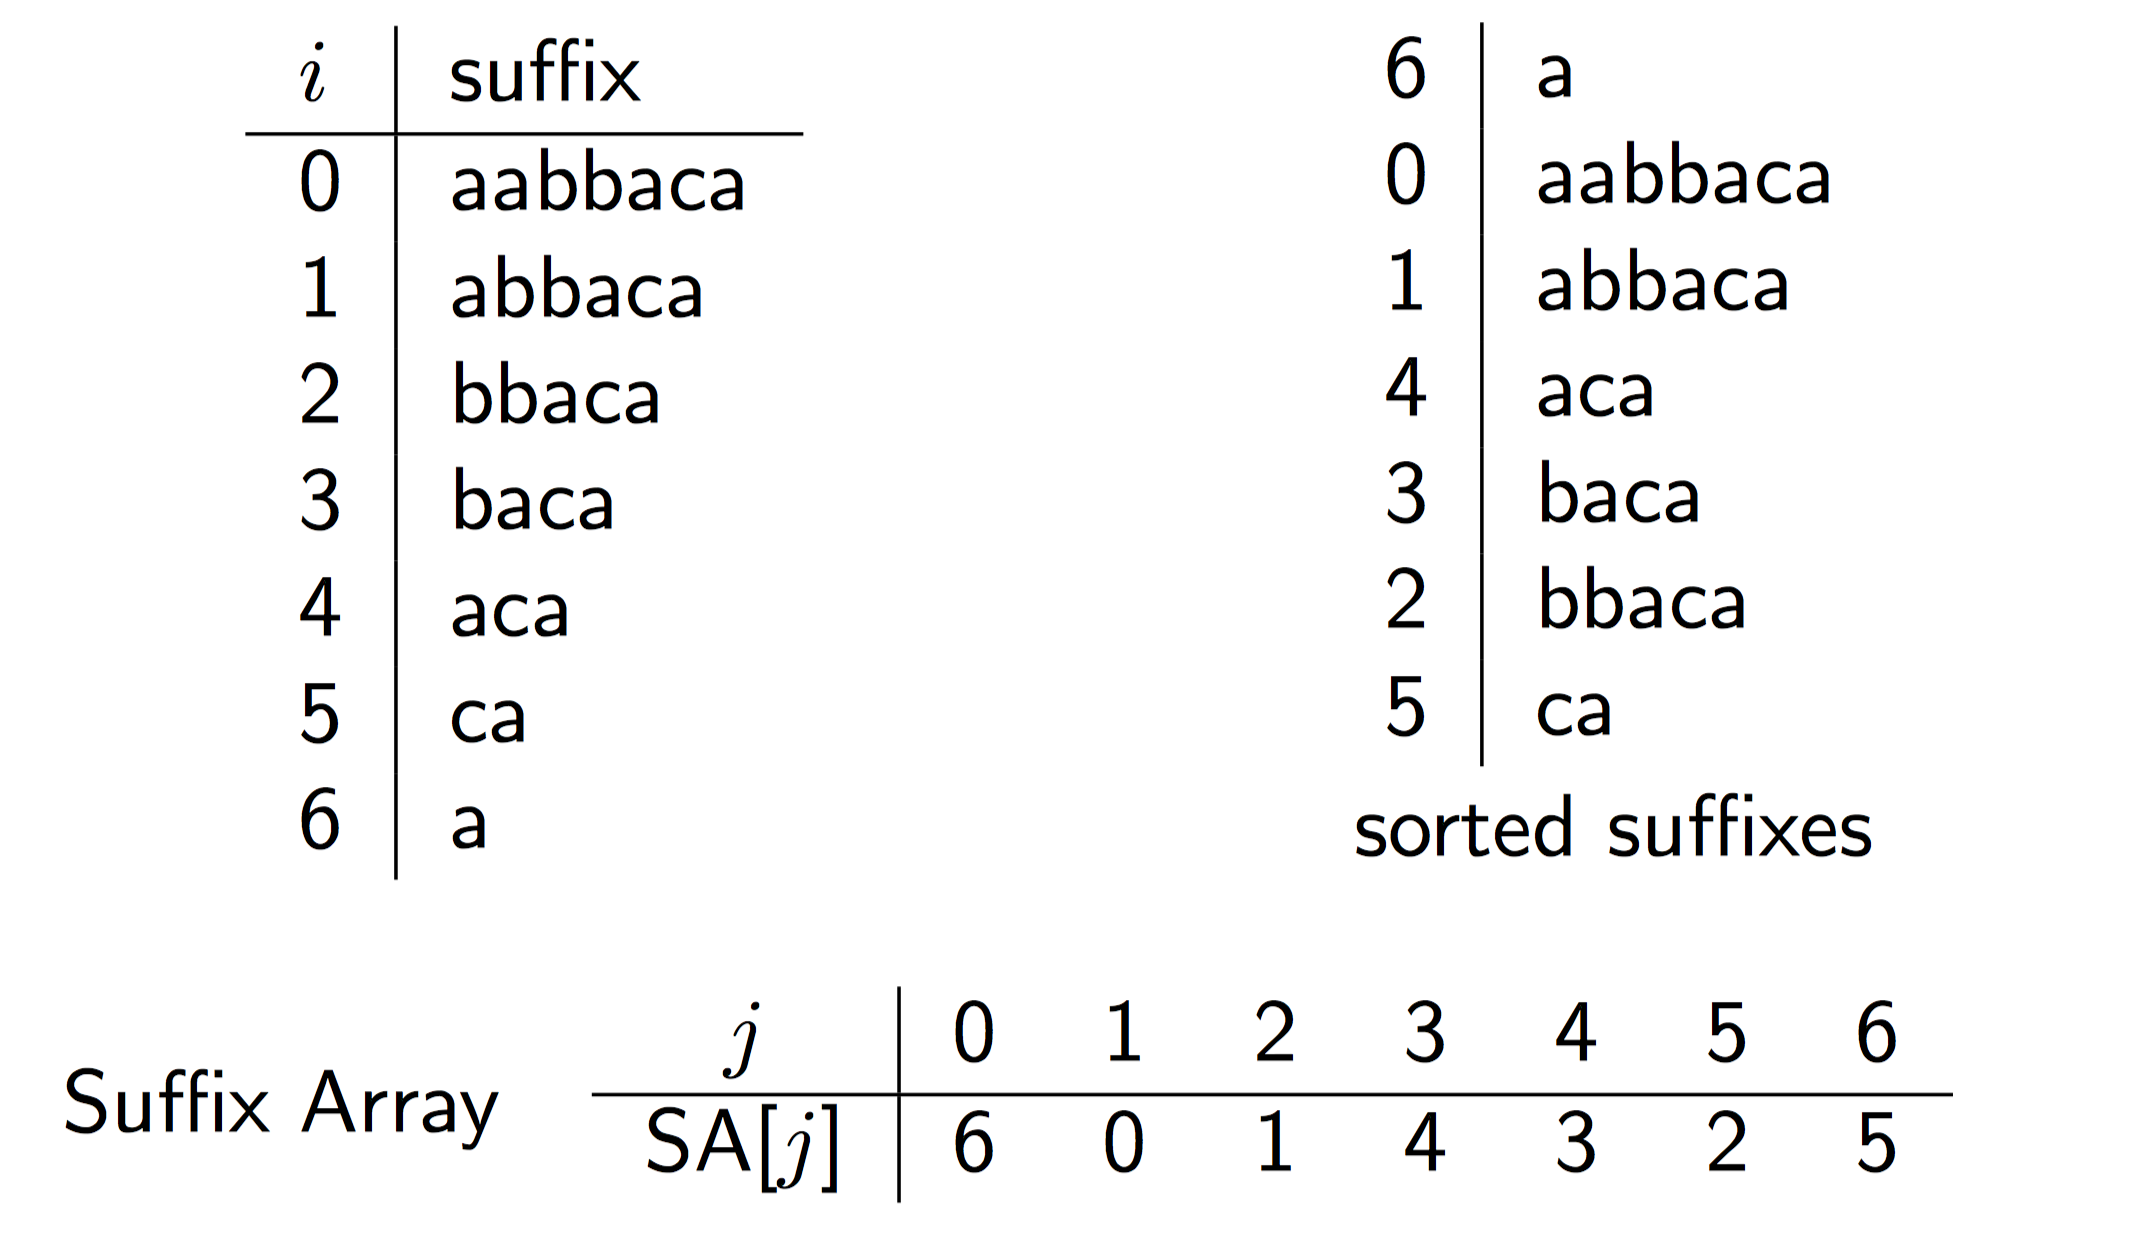 i suffix
0 aabbaca
1 abbaca
2 bbaca
3 baca
4 aca
5 ca
6 a
6 a
0 aabbaca
1 abbaca
4 aca
3 baca
2 bbaca
5 ca
sorted suffixes
Suffix Array
j 0 1 2 3 4 5 6
SA[j] 6 0 1 4 3 2 5